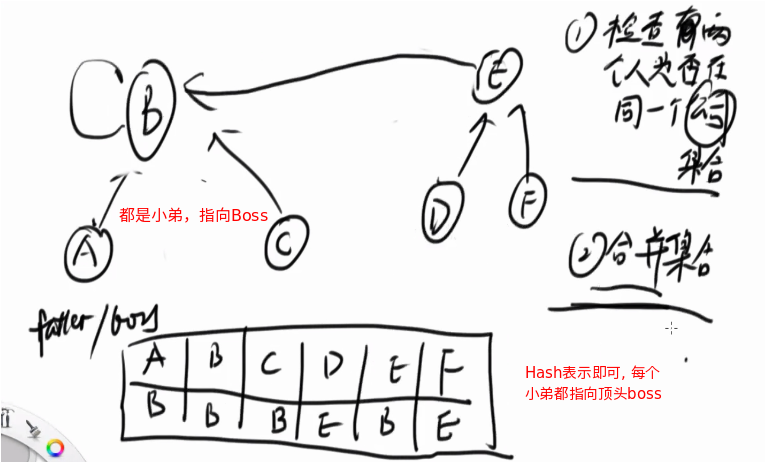 ① 检查有两
个人是否在
同一个公司
集合
B
E
A
都是小弟，指向Boss
C
D
F
② 合并集合
father/boss
A B C D E F
B B B E B E
Hash表示即可, 每个
小弟都指向顶头boss